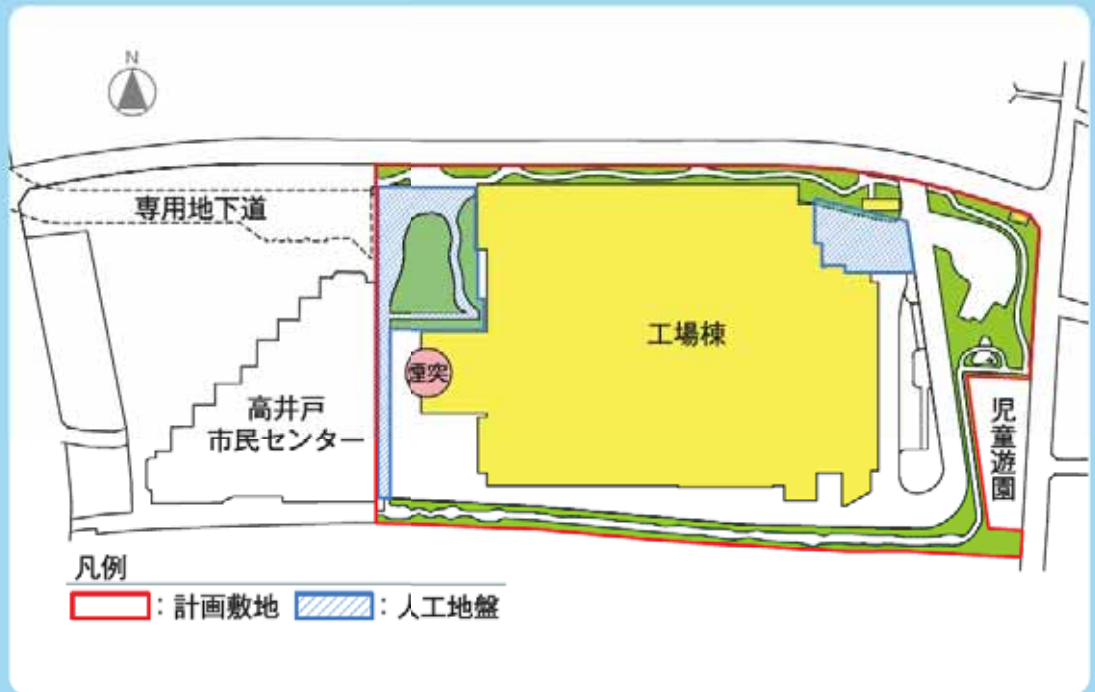 N
専用地下道
工場棟
煙突
高井戸
市民センター
児童遊園
凡例
：計画敷地 ：人工地盤